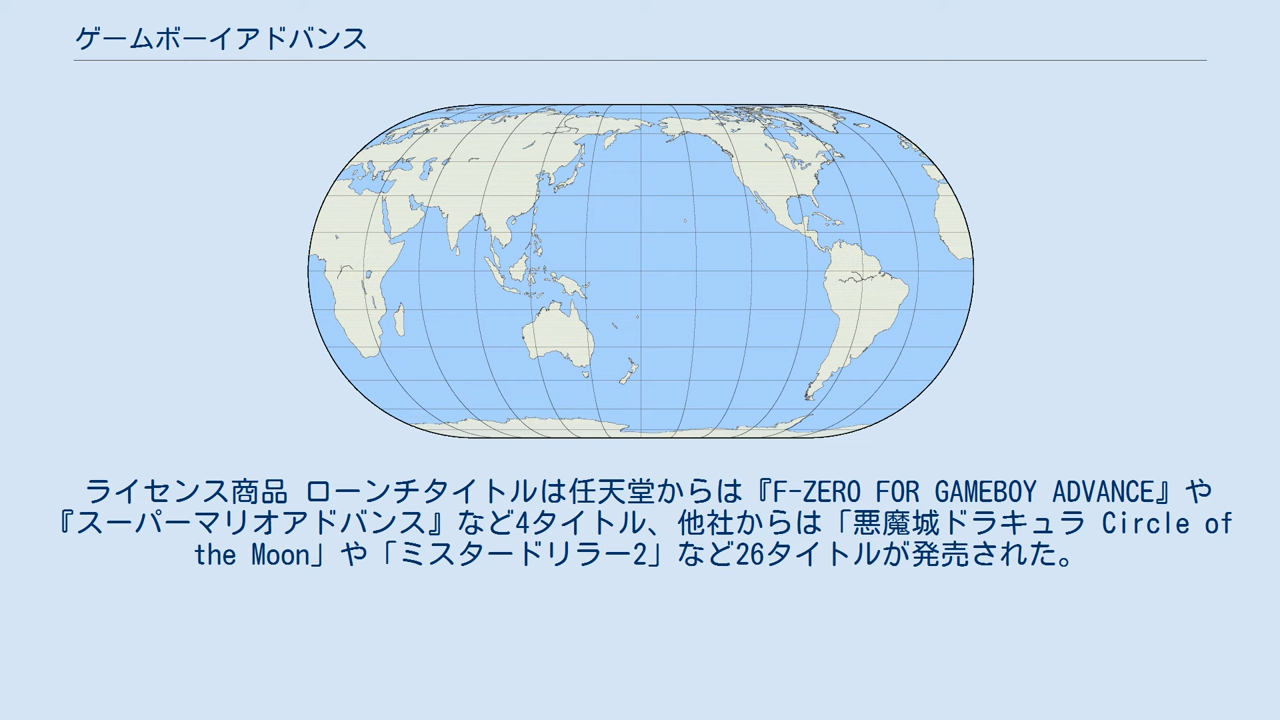 ゲームボーイアドバンス
ライセンス商品 ローンチタイトルは任天堂からは『F-ZERO FOR GAMEBOY ADVANCE』や
『スーパーマリオアドバンス』など4タイトル、他社からは「悪魔城ドラキュラ Circle of
the Moon」や「ミスタードリラー2」など26タイトルが発売された。